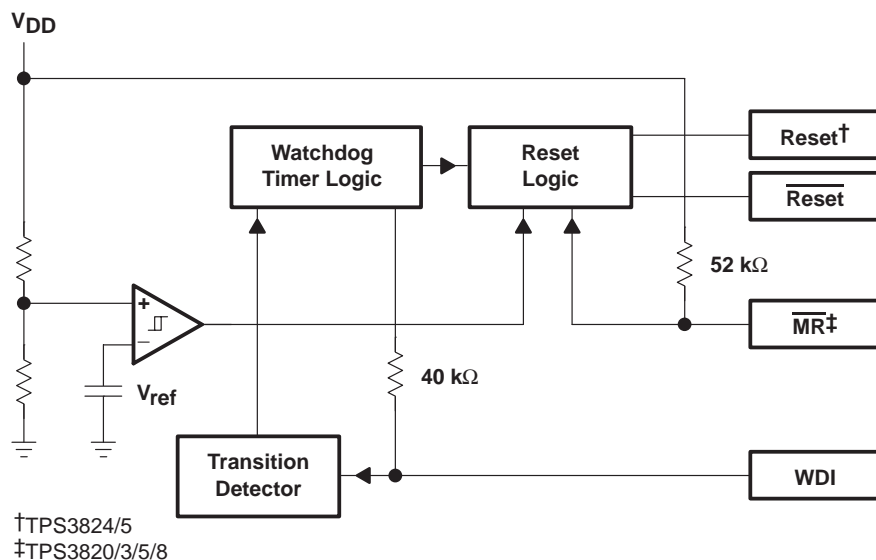 VDD
Watchdog
Timer Logic
Reset
Logic
Reset†
Reset
52 kΩ
MR‡
+
−
Vref
40 kΩ
Transition
Detector
WDI
†TPS3824/5
‡TPS3820/3/5/8